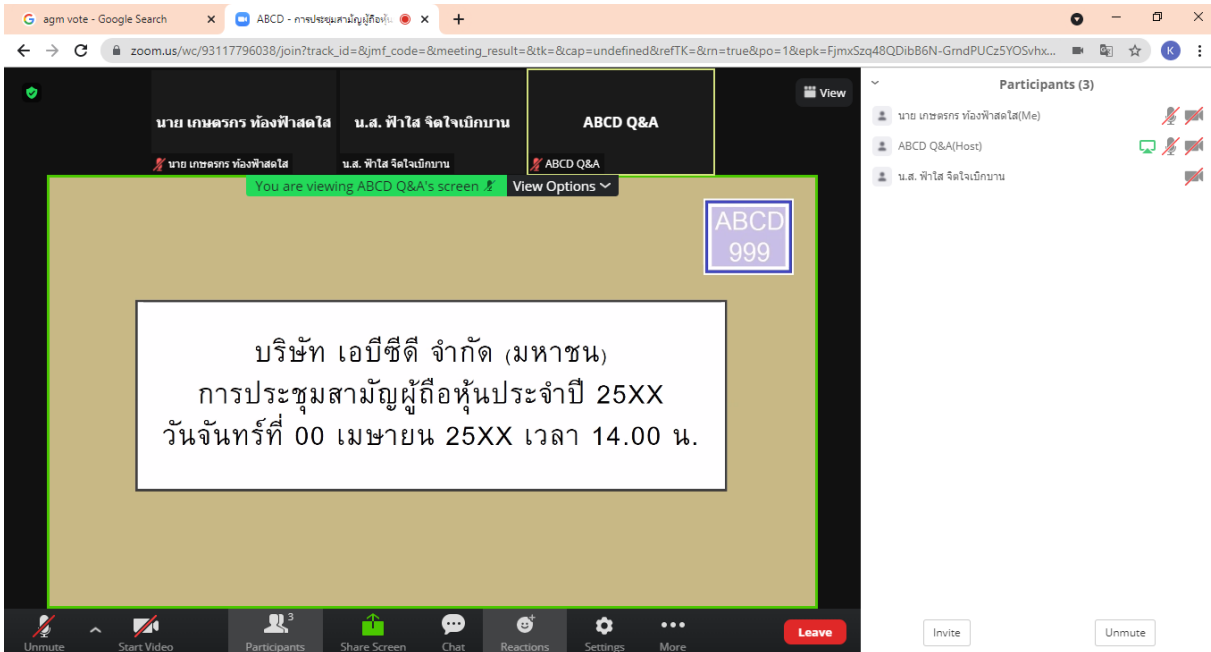 agm vote - Google Search
ABCD - การประชุมสามัญผู้ถือหุ้น
zoom.us/wc/93117796038/join?track_id=&jmf_code=&meeting_result=&tk=&cap=undefined&refTK=&rn=true&po=1&epk=FjmxSzq48QDibB6N-GrndPUCz5YOSvhx...
K
View
นาย เกษตรกร ท้องฟ้าสดใส
น.ส. ฟ้าใส จิตใจเบิกบาน
ABCD Q&A
นาย เกษตรกร ท้องฟ้าสดใส
น.ส. ฟ้าใส จิตใจเบิกบาน
ABCD Q&A
You are viewing ABCD Q&A's screen
View Options
ABCD
999
บริษัท เอบีซีดี จำกัด (มหาชน)
การประชุมสามัญผู้ถือหุ้นประจำปี 25XX
วันจันทร์ที่ 00 เมษายน 25XX เวลา 14.00 น.
Unmute
Start Video
3
Participants
Share Screen
Chat
Reactions
Settings
More
Leave
Participants (3)
นาย เกษตรกร ท้องฟ้าสดใส(Me)
ABCD Q&A(Host)
น.ส. ฟ้าใส จิตใจเบิกบาน
Invite
Unmute